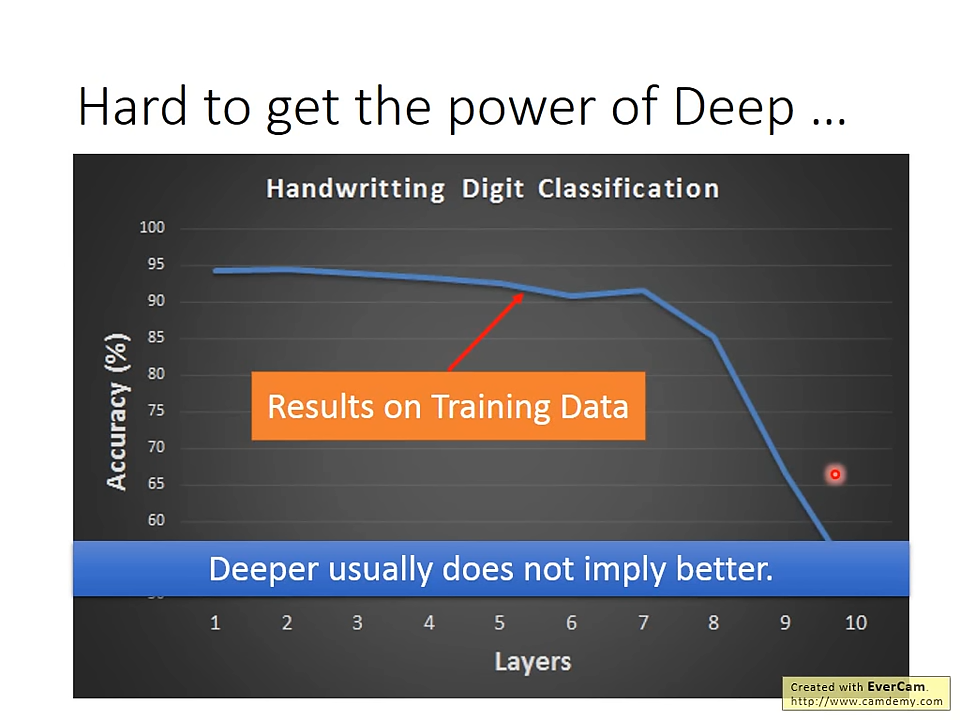 Hard to get the power of Deep ...
Handwritting Digit Classification
100
95
90
85
80
75
70
65
60
Accuracy (%)
Results on Training Data
Deeper usually does not imply better.
1 2 3 4 5 6 7 8 9 10
Layers
Created with EverCam.
http://www.camdemy.com